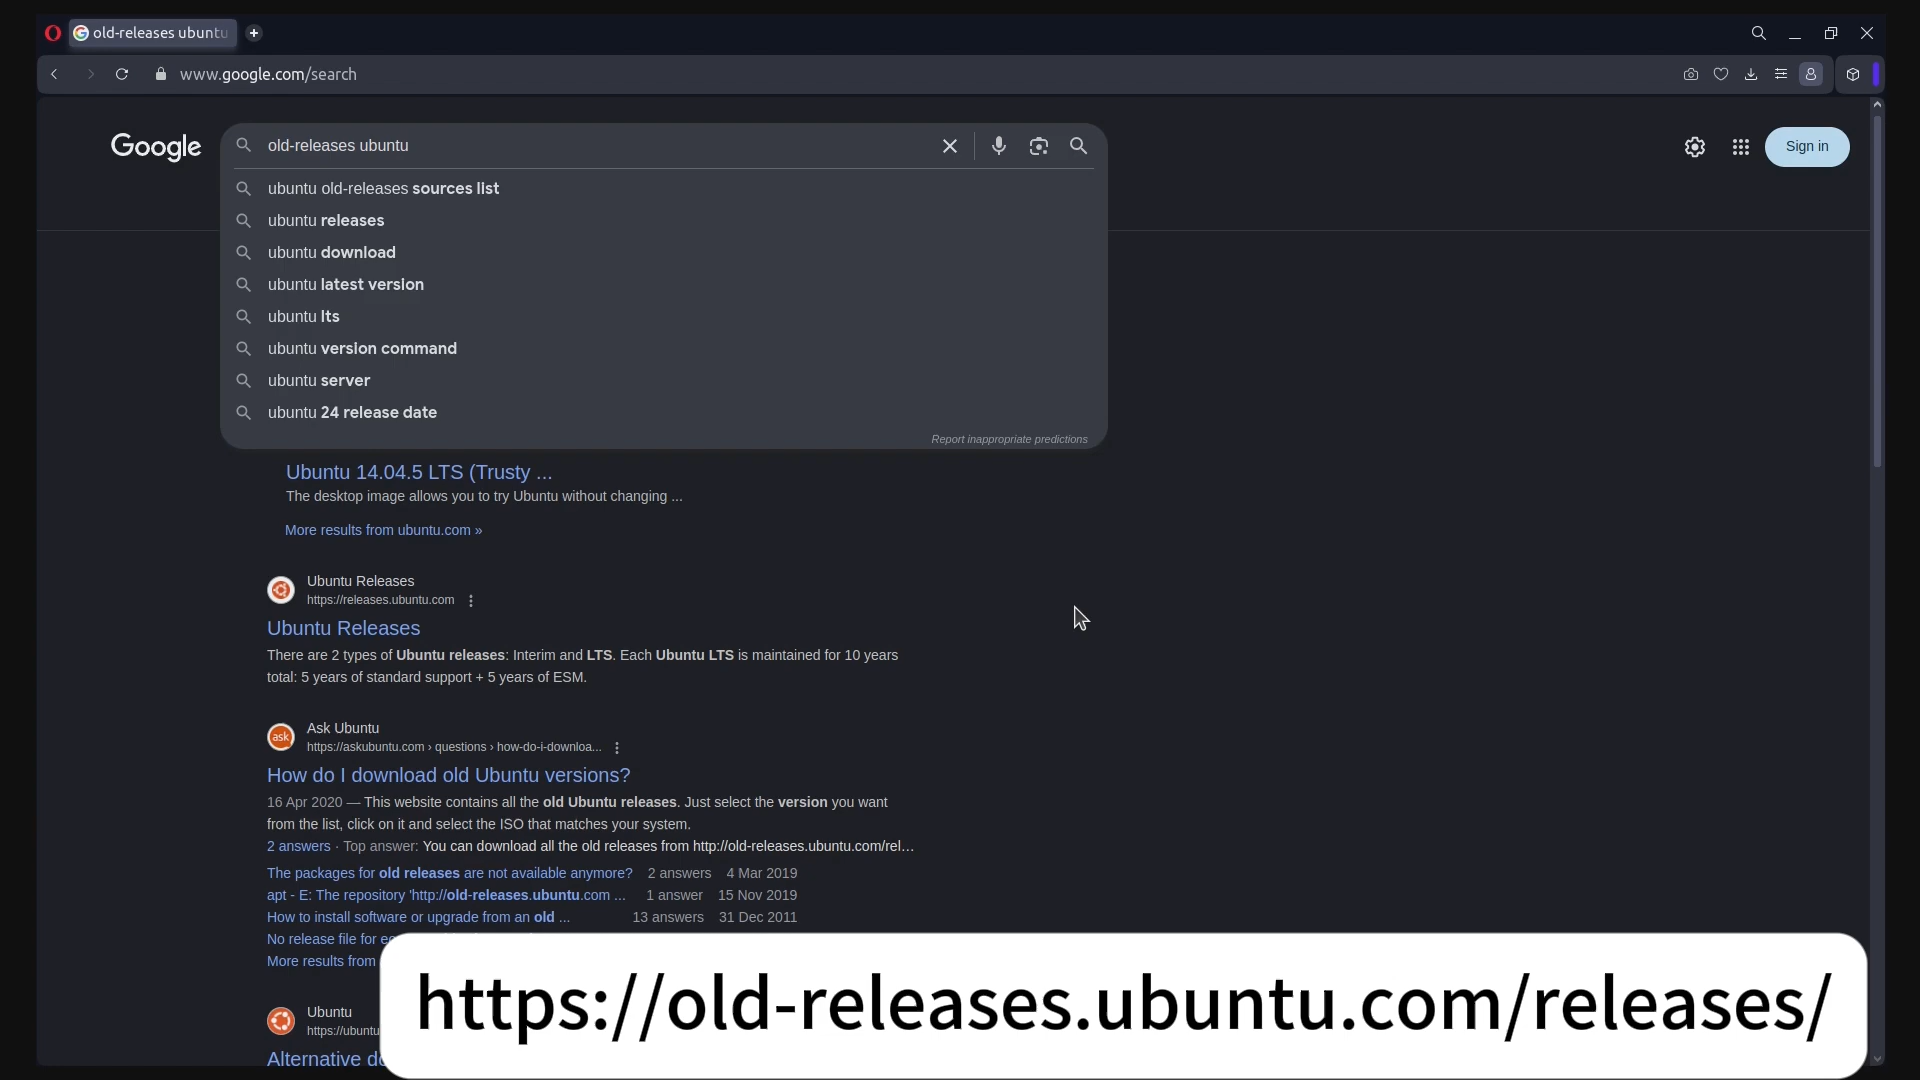 old-releases ubuntu
www.google.com/search
Google
old-releases ubuntu
Sign in
ubuntu old-releases sources list
ubuntu releases
ubuntu download
ubuntu latest version
ubuntu lts
ubuntu version command
ubuntu server
ubuntu 24 release date
Report inappropriate predictions
Ubuntu 14.04.5 LTS (Trusty ...
The desktop image allows you to try Ubuntu without changing ...
More results from ubuntu.com »
Ubuntu Releases
https://releases.ubuntu.com
Ubuntu Releases
There are 2 types of Ubuntu releases: Interim and LTS. Each Ubuntu LTS is maintained for 10 years
total: 5 years of standard support + 5 years of ESM.
ask
Ask Ubuntu
https://askubuntu.com › questions › how-do-i-downloa...
How do I download old Ubuntu versions?
16 Apr 2020 — This website contains all the old Ubuntu releases. Just select the version you want
from the list, click on it and select the ISO that matches your system.
2 answers · Top answer: You can download all the old releases from http://old-releases.ubuntu.com/rel...
The packages for old releases are not available anymore? 2 answers 4 Mar 2019
apt - E: The repository 'http://old-releases.ubuntu.com ... 1 answer 15 Nov 2019
How to install software or upgrade from an old ... 13 answers 31 Dec 2011
No release file for
More results from
Ubuntu
https://ubuntu
Alternative
https://old-releases.ubuntu.com/releases/